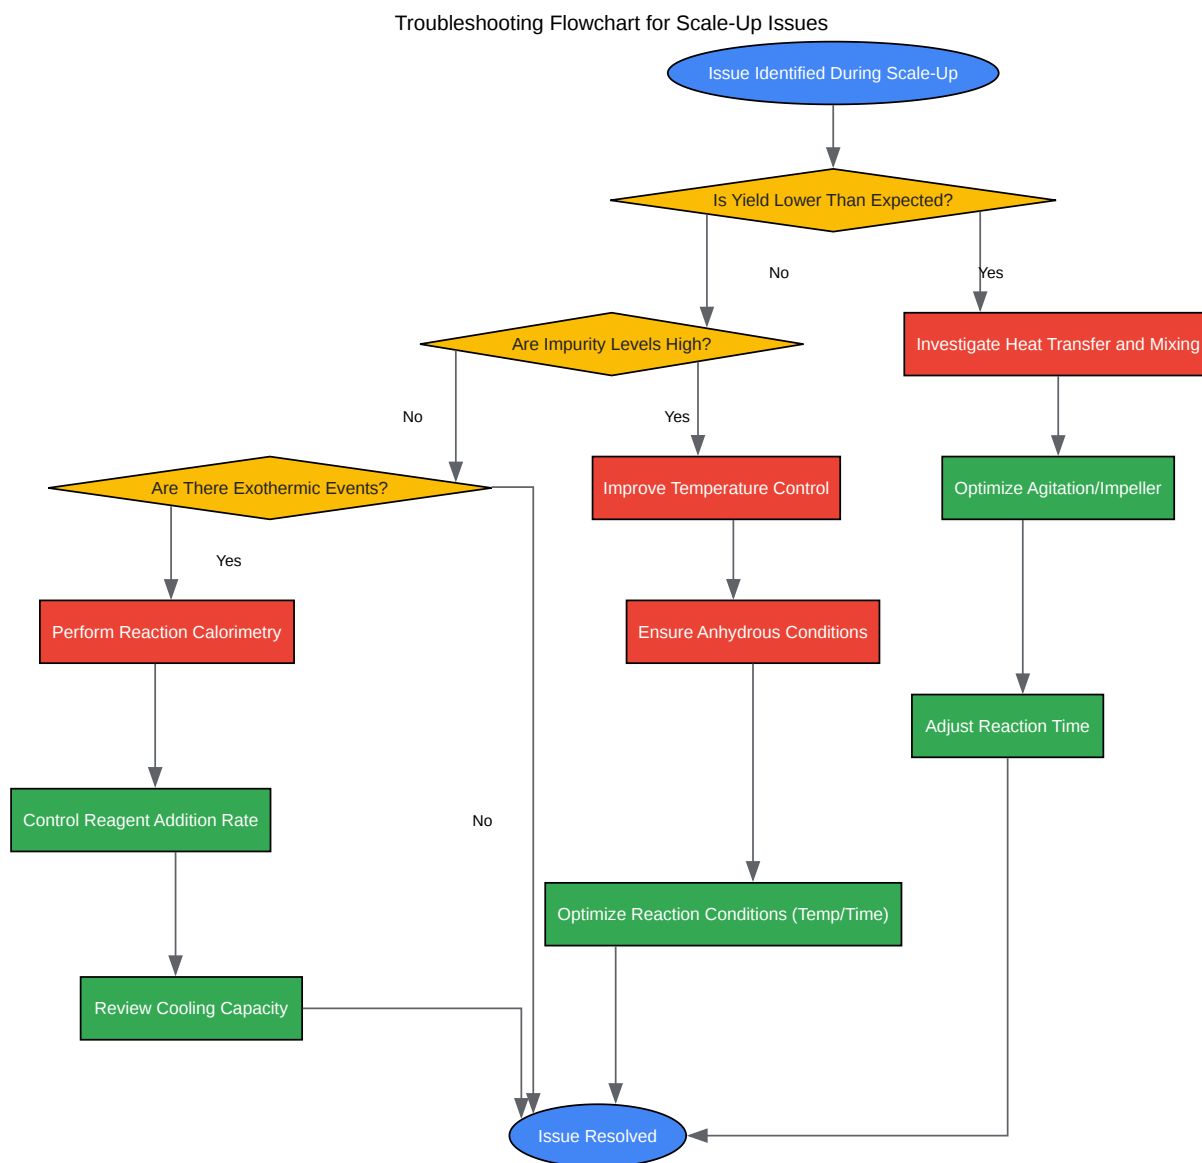 Troubleshooting Flowchart for Scale-Up Issues
Issue Identified During Scale-Up
Is Yield Lower Than Expected?
No
Yes
Are Impurity Levels High?
Investigate Heat Transfer and Mixing
No
Yes
Are There Exothermic Events?
Improve Temperature Control
Optimize Agitation/Impeller
Yes
Perform Reaction Calorimetry
Ensure Anhydrous Conditions
Adjust Reaction Time
Control Reagent Addition Rate
No
Optimize Reaction Conditions (Temp/Time)
Review Cooling Capacity
Issue Resolved